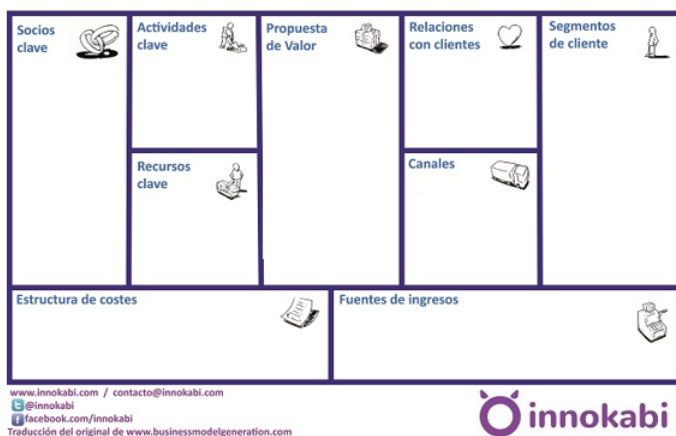 Socios
clave
Actividades
clave
Propuesta
de Valor
Relaciones
con clientes
Segmentos
de cliente
Recursos
clave
Canales
Estructura de costes
Fuentes de ingresos
www.innokabi.com / contacto@innokabi.com
@innokabi
facebook.com/innokabi
Traducción del original de www.businessmodelgeneration.com
innokabi